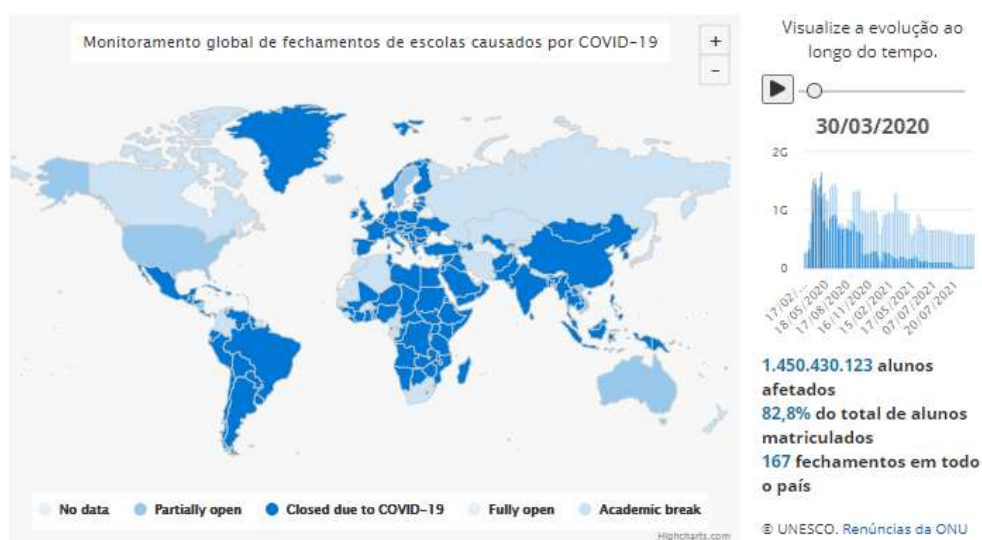 Monitoramento global de fechamentos de escolas causados por COVID-19
+
-
No data
Partially open
Closed due to COVID-19
Fully open
Academic break
Highcharts.com
Visualize a evolução ao
longo do tempo.
30/03/2020
2G
1G
0
17/02/...
18/05/2020
17/08/2020
16/11/2020
15/02/2021
17/05/2021
07/07/2021
20/07/2021
1.450.430.123 alunos
afetados
82,8% do total de alunos
matriculados
167 fechamentos em todo
o país
© UNESCO. Renúncias da ONU